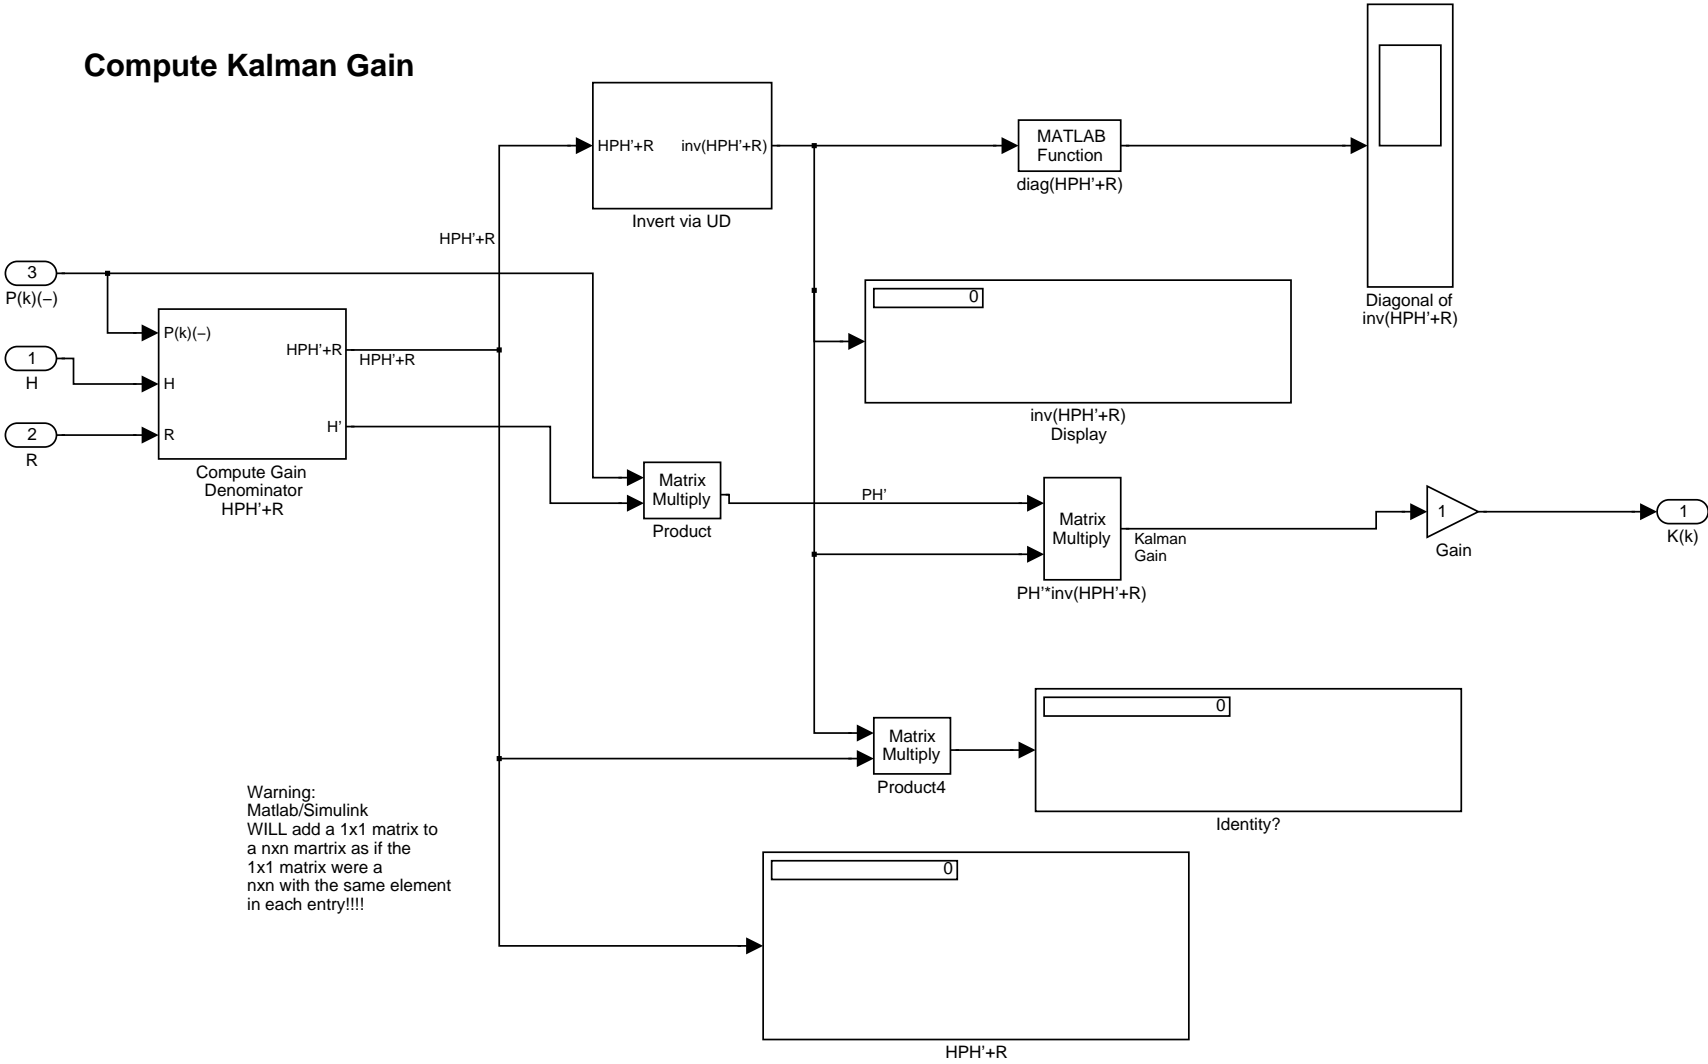 Compute Kalman Gain
HPH'+R
inv(HPH'+R)
Invert via UD
MATLAB
Function
diag(HPH'+R)
Diagonal of
inv(HPH'+R)
HPH'+R
3
P(k)(−)
1
H
2
R
P(k)(−)
H
R
HPH'+R
H'
HPH'+R
Compute Gain
Denominator
HPH'+R
0
inv(HPH'+R)
Display
Matrix
Multiply
Product
PH'
Matrix
Multiply
PH'*inv(HPH'+R)
Kalman
Gain
1
Gain
1
K(k)
Matrix
Multiply
Product4
0
Identity?
Warning:
Matlab/Simulink
WILL add a 1x1 matrix to
a nxn martrix as if the
1x1 matrix were a
nxn with the same element
in each entry!!!!
0
HPH'+R